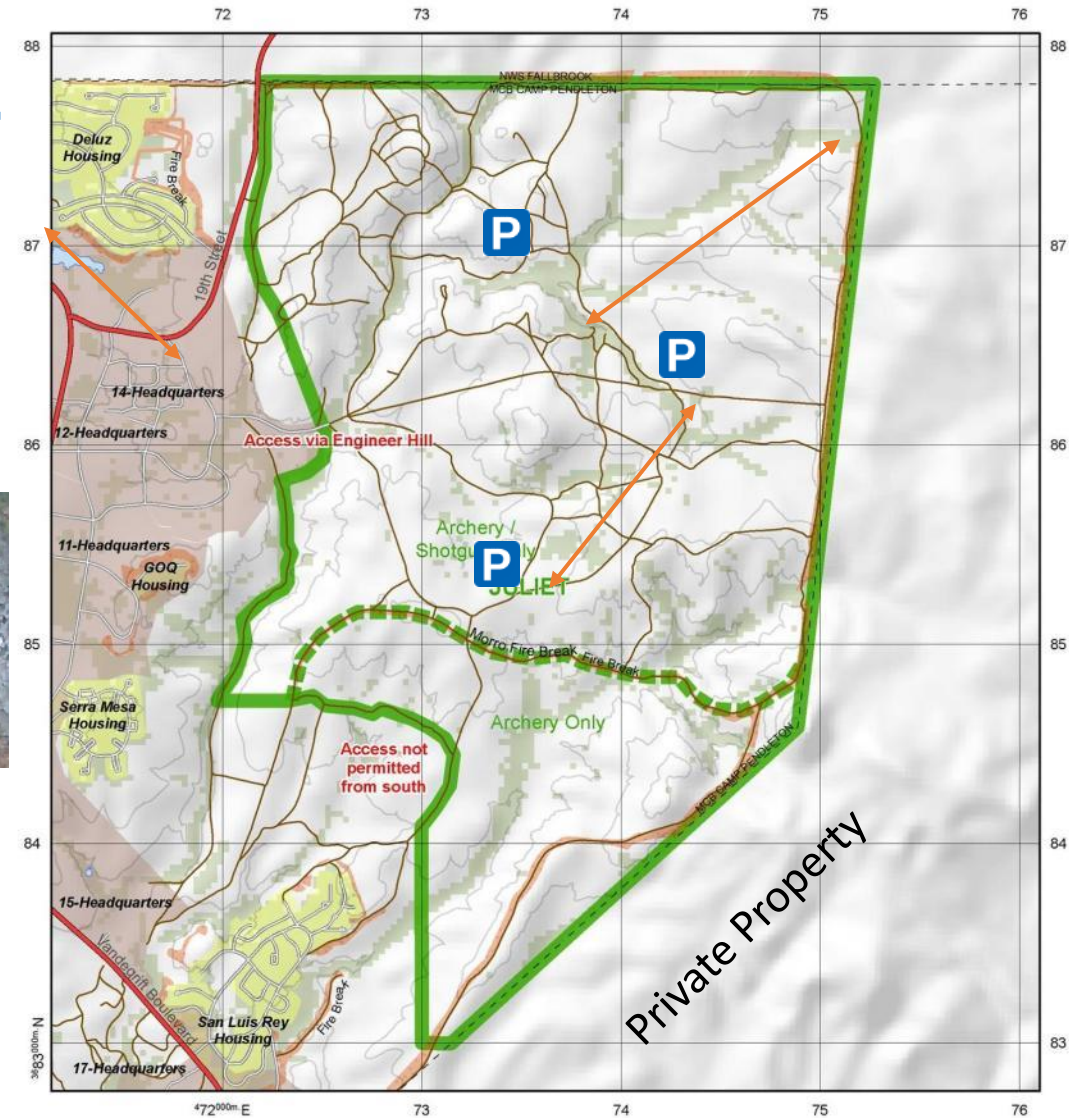 72 73 74 75 76
88 88
NWS FALLBROOK
MCB CAMP PENDLETON
Deluz
Housing
Fire Break
P
87 87
19th Street
P
14-Headquarters
12-Headquarters
Access via Engineer Hill
86 86
Archery /
Shotgun Only
11-Headquarters
P
GOQ
Housing
JULIET
85 85
Morro Fire Break
Fire Break
Serra Mesa
Housing
Archery Only
Access not
permitted
from south
MCB CAMP PENDLETON
84 84
Private Property
15-Headquarters
Vandegrift Boulevard
San Luis Rey
Housing
Fire Break
3683000m N 83
17-Headquarters
472000m E 73 74 75 76